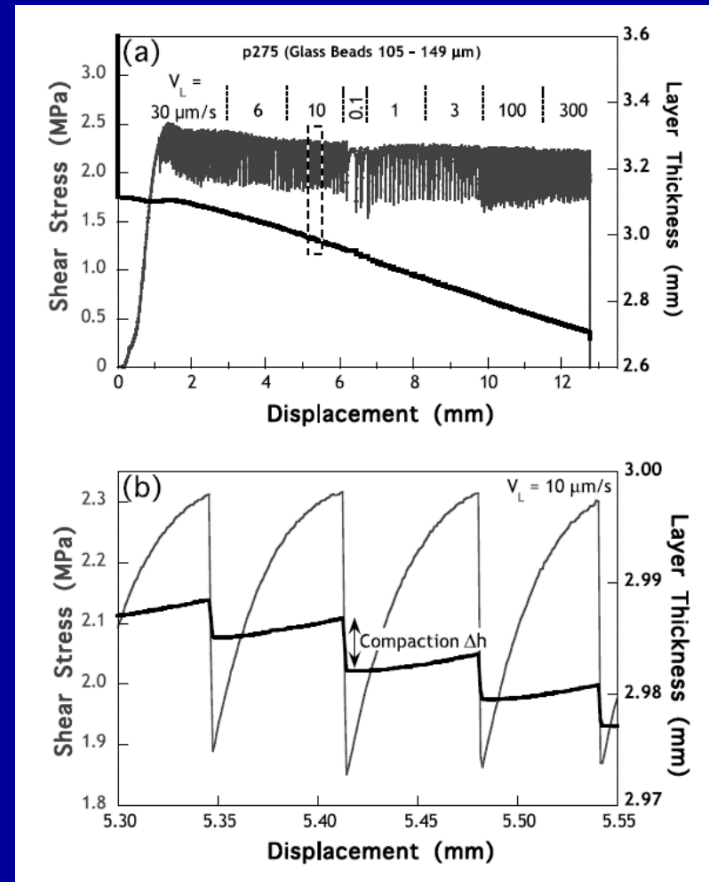 (a)
p275 (Glass Beads 105 – 149 µm)
V_L =
30 µm/s 6 10 0.1 1 3 100 300
Shear Stress (MPa)
3.0
2.5
2.0
1.5
1.0
0.5
0
Layer Thickness (mm)
3.6
3.4
3.2
3.0
2.8
2.6
0 2 4 6 8 10 12
Displacement (mm)
(b)
V_L = 10 µm/s
Compaction Δh
Shear Stress (MPa)
2.3
2.2
2.1
2.0
1.9
1.8
Layer Thickness (mm)
3.00
2.99
2.98
2.97
5.30 5.35 5.40 5.45 5.50 5.55
Displacement (mm)